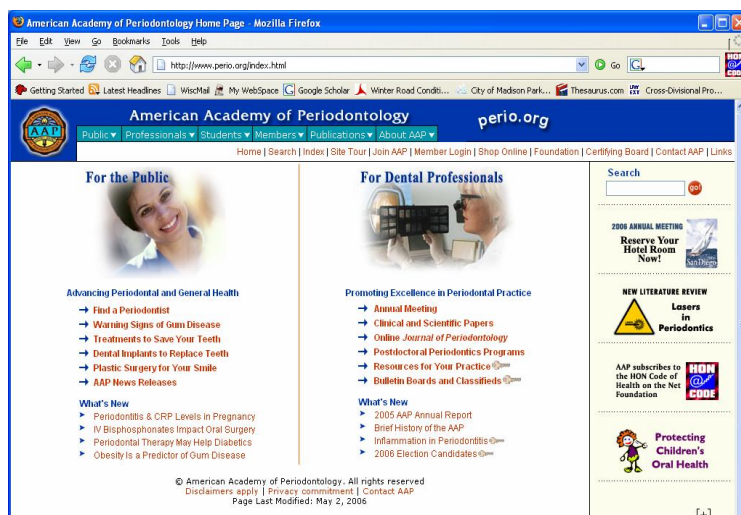 American Academy of Periodontology Home Page - Mozilla Firefox
File Edit View Go Bookmarks Tools Help
http://www.perio.org/index.html Go G HON
Getting Started Latest Headlines WiscMail My WebSpace Google Scholar Winter Road Conditi... City of Madison Park... Thesaurus.com Cross-Divisional Pro...
AAP
American Academy of Periodontology perio.org
Public Professionals Students Members Publications About AAP
Home | Search | Index | Site Tour | Join AAP | Member Login | Shop Online | Foundation | Certifying Board | Contact AAP | Links
For the Public
Advancing Periodontal and General Health
Find a Periodontist
Warning Signs of Gum Disease
Treatments to Save Your Teeth
Dental Implants to Replace Teeth
Plastic Surgery for Your Smile
AAP News Releases
What's New
Periodontitis & CRP Levels in Pregnancy
IV Bisphosphonates Impact Oral Surgery
Periodontal Therapy May Help Diabetics
Obesity Is a Predictor of Gum Disease
For Dental Professionals
Promoting Excellence in Periodontal Practice
Annual Meeting
Clinical and Scientific Papers
Online Journal of Periodontology
Postdoctoral Periodontics Programs
Resources for Your Practice
Bulletin Boards and Classifieds
What's New
2005 AAP Annual Report
Brief History of the AAP
Inflammation in Periodontitis
2006 Election Candidates
© American Academy of Periodontology. All rights reserved
Disclaimers apply | Privacy commitment | Contact AAP
Page Last Modified: May 2, 2006
Search
go!
2006 ANNUAL MEETING
Reserve Your
Hotel Room
Now!
San Diego
NEW LITERATURE REVIEW
Lasers
in
Periodontics
AAP subscribes to
the HON Code of
Health on the Net
Foundation
HON
@
CODE
Protecting
Children's
Oral Health
[+]